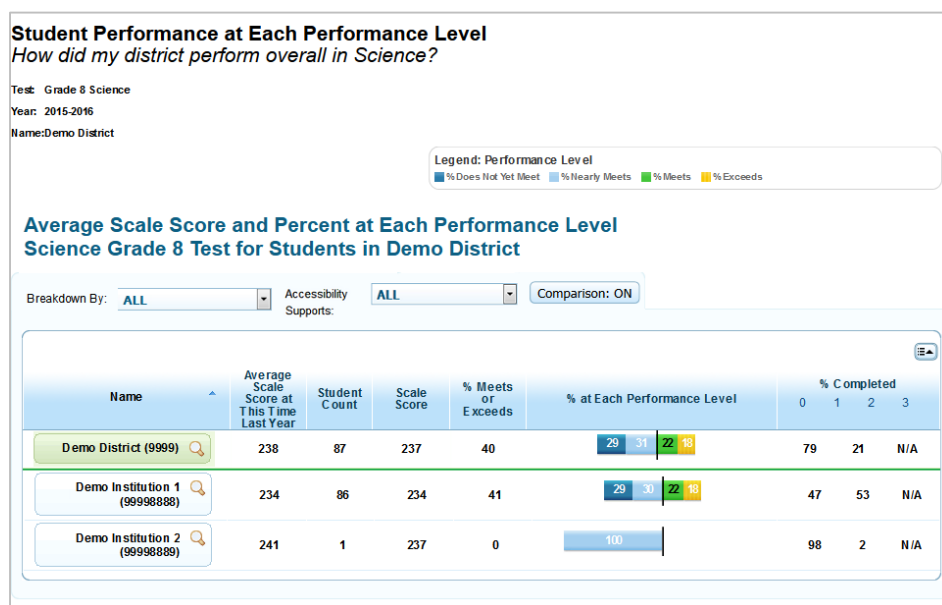 Student Performance at Each Performance Level
How did my district perform overall in Science?
Test: Grade 8 Science
Year: 2015-2016
Name:Demo District
Legend: Performance Level
%Does Not Yet Meet %Nearly Meets %Meets %Exceeds
Average Scale Score and Percent at Each Performance Level
Science Grade 8 Test for Students in Demo District
Breakdown By: ALL Accessibility Supports: ALL Comparison: ON
Name Average Scale Score at This Time Last Year Student Count Scale Score % Meets or Exceeds % at Each Performance Level % Completed
0 1 2 3
Demo District (9999) 238 87 237 40 29 31 22 18 79 21 N/A
Demo Institution 1 (99998888) 234 86 234 41 29 30 22 18 47 53 N/A
Demo Institution 2 (99998889) 241 1 237 0 100 98 2 N/A